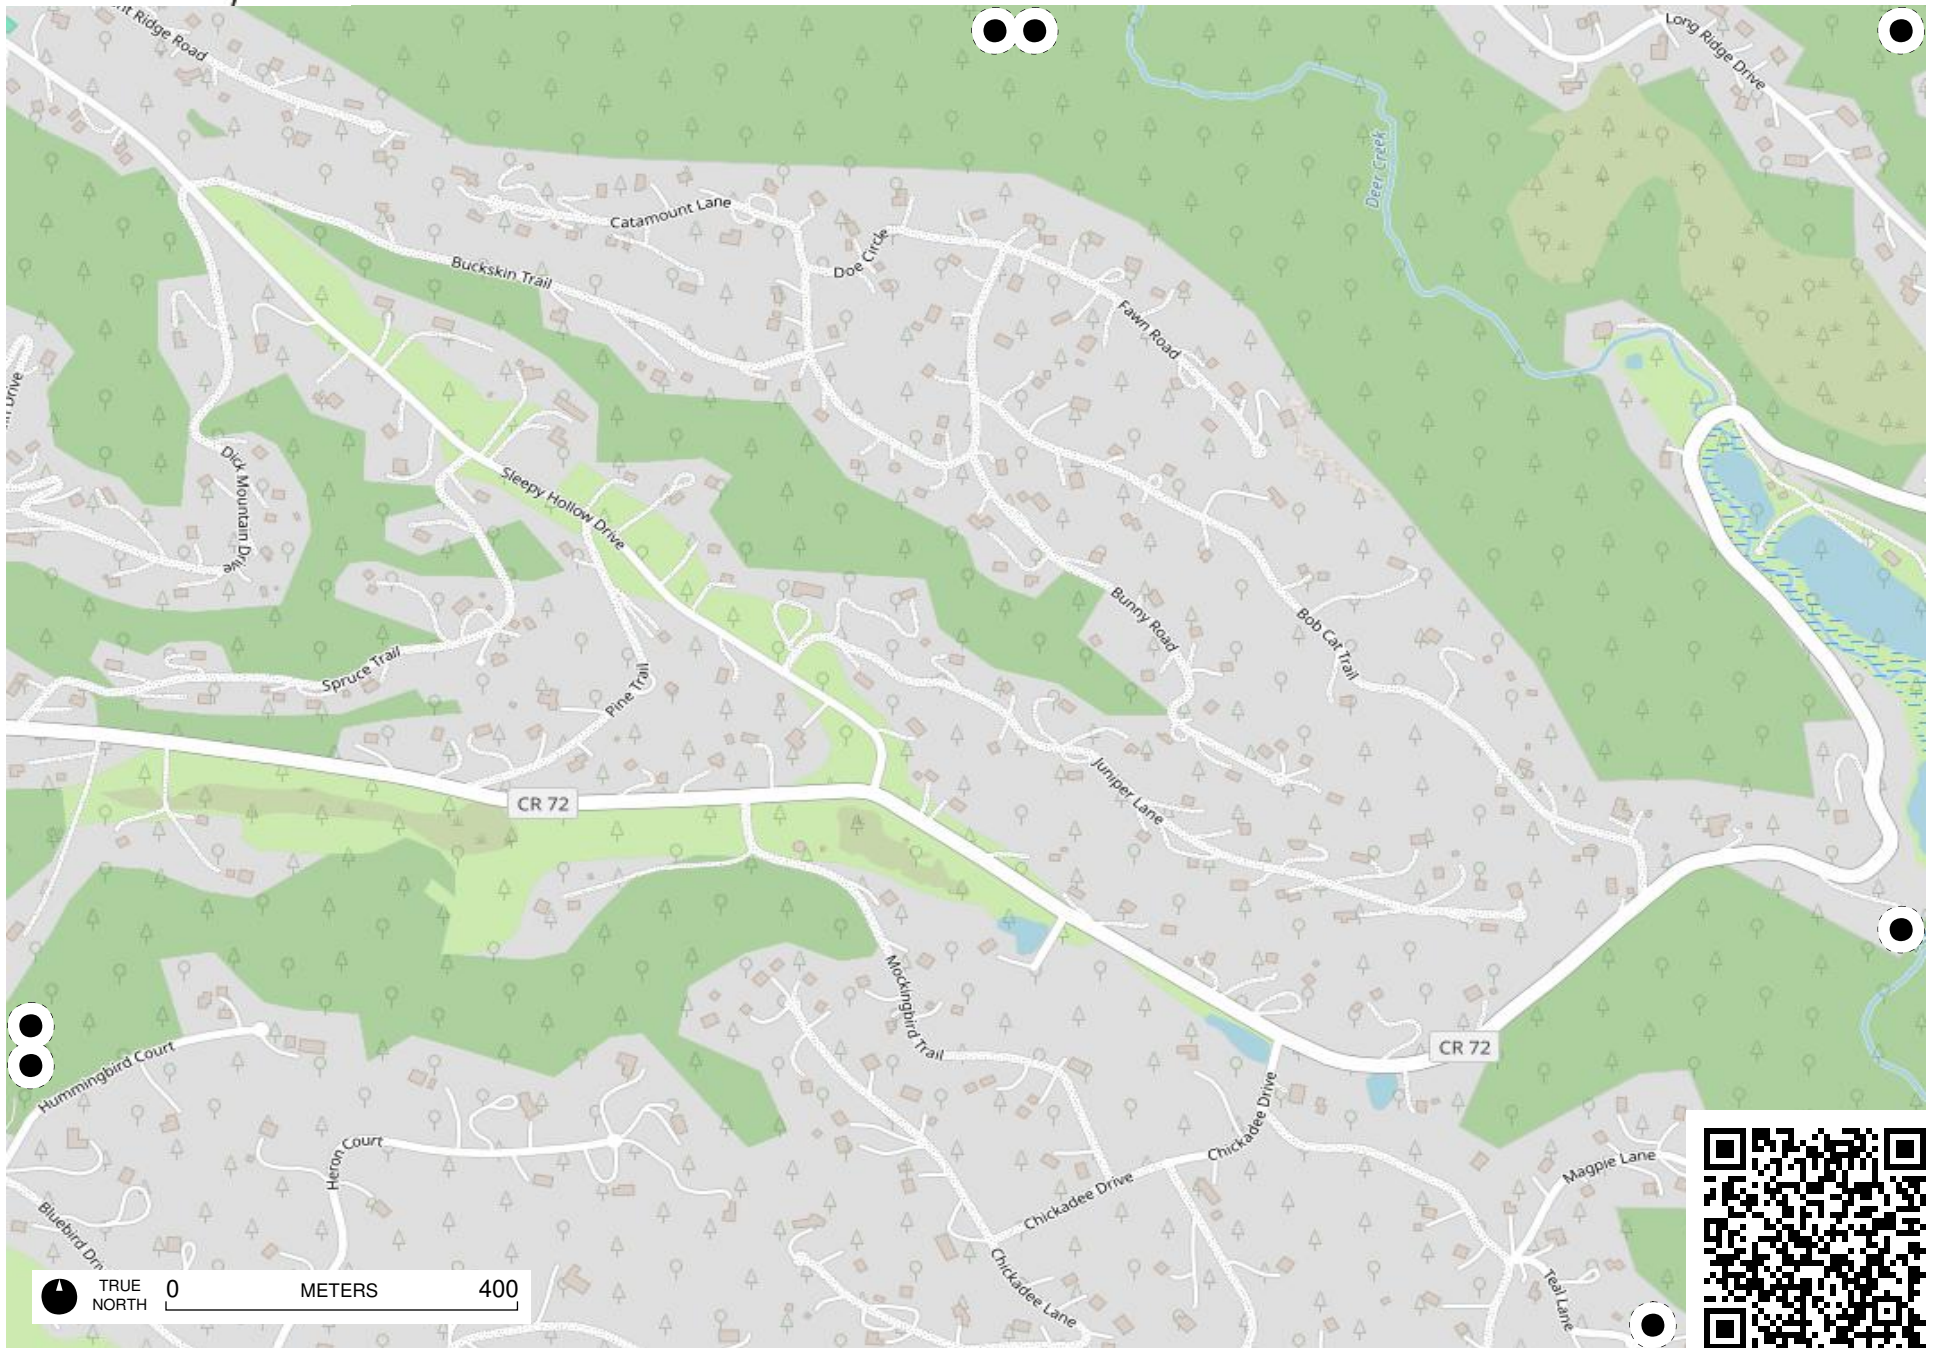 nt Ridge Road
Long Ridge Drive
Deer Creek
Catamount Lane
Doe Circle
Buckskin Trail
Fawn Road
Dick Mountain Drive
Sleepy Hollow Drive
Bunny Road
Bob Cat Trail
Spruce Trail
Pine Trail
Juniper Lane
CR 72
Mockingbird Trail
CR 72
Hummingbird Court
Chickadee Drive
Heron Court
Magpie Lane
Chickadee Drive
Bluebird Driv
Chickadee Lane
Teal Lane
TRUE
NORTH
0 METERS 400